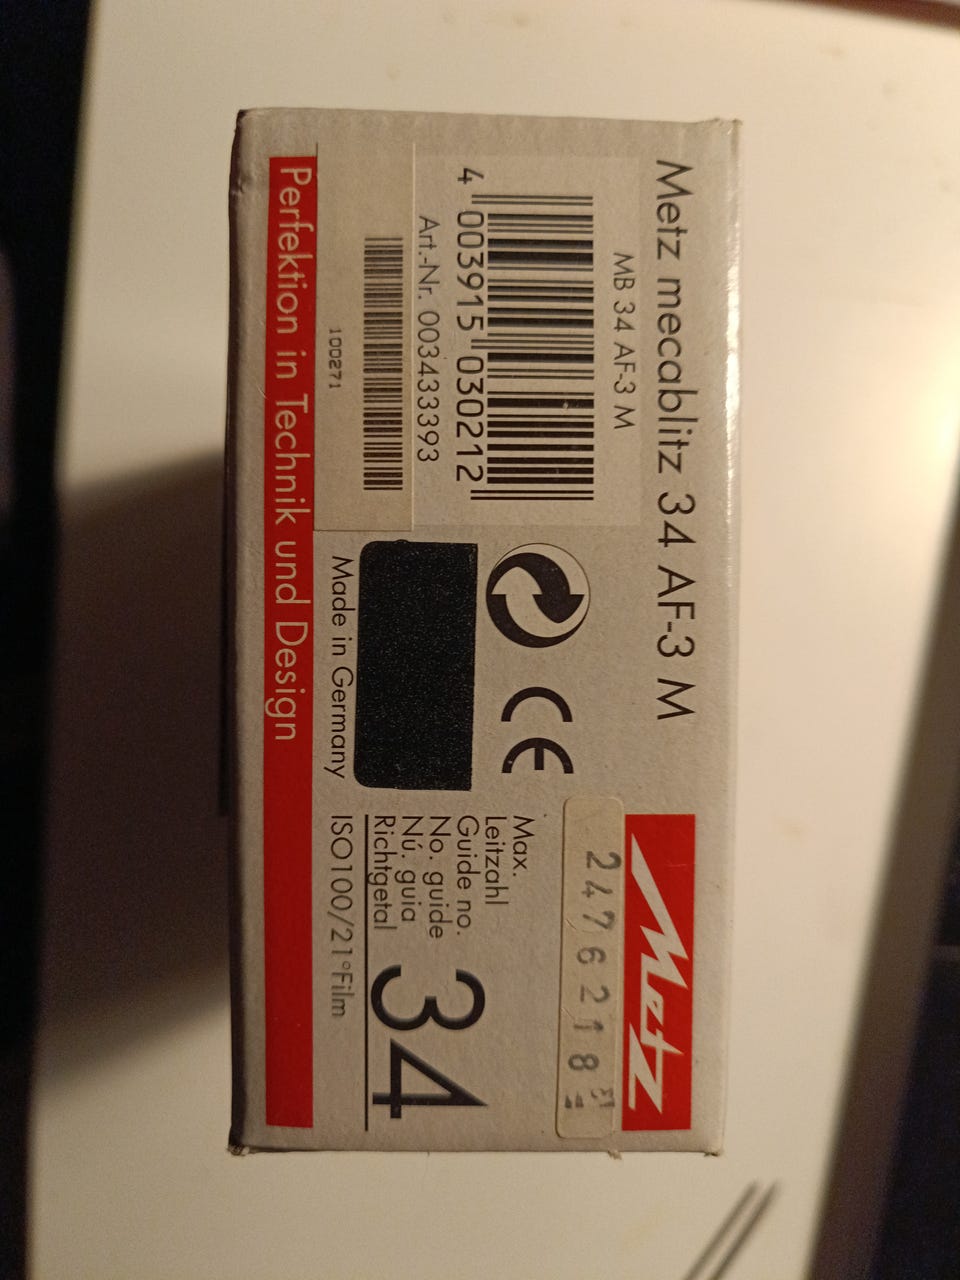 Metz mecablitz 34 AF-3 M
MB 34 AF-3 M
4 003915 030212
Art.-Nr. 003433393
100271
CE
Made in Germany
Metz
2476218
Max.
Leitzahl
Guide no.
No. guide
Nú. guia
Richtgetal
34
ISO100/21°Film
Perfektion in Technik und Design